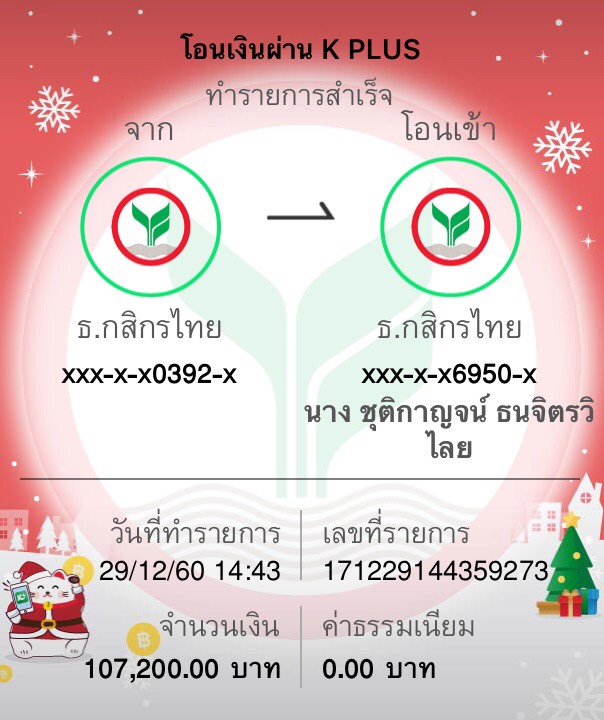 โอนเงินผ่าน K PLUS
ทำรายการสำเร็จ
จาก
โอนเข้า
ธ.กสิกรไทย
ธ.กสิกรไทย
xxx-x-x0392-x
xxx-x-x6950-x
นาง ชุติกาญจน์ ธนจิตรวิ
ไลย
วันที่ทำรายการ
เลขที่รายการ
29/12/60 14:43
171229144359273
จำนวนเงิน
ค่าธรรมเนียม
107,200.00 บาท
0.00 บาท